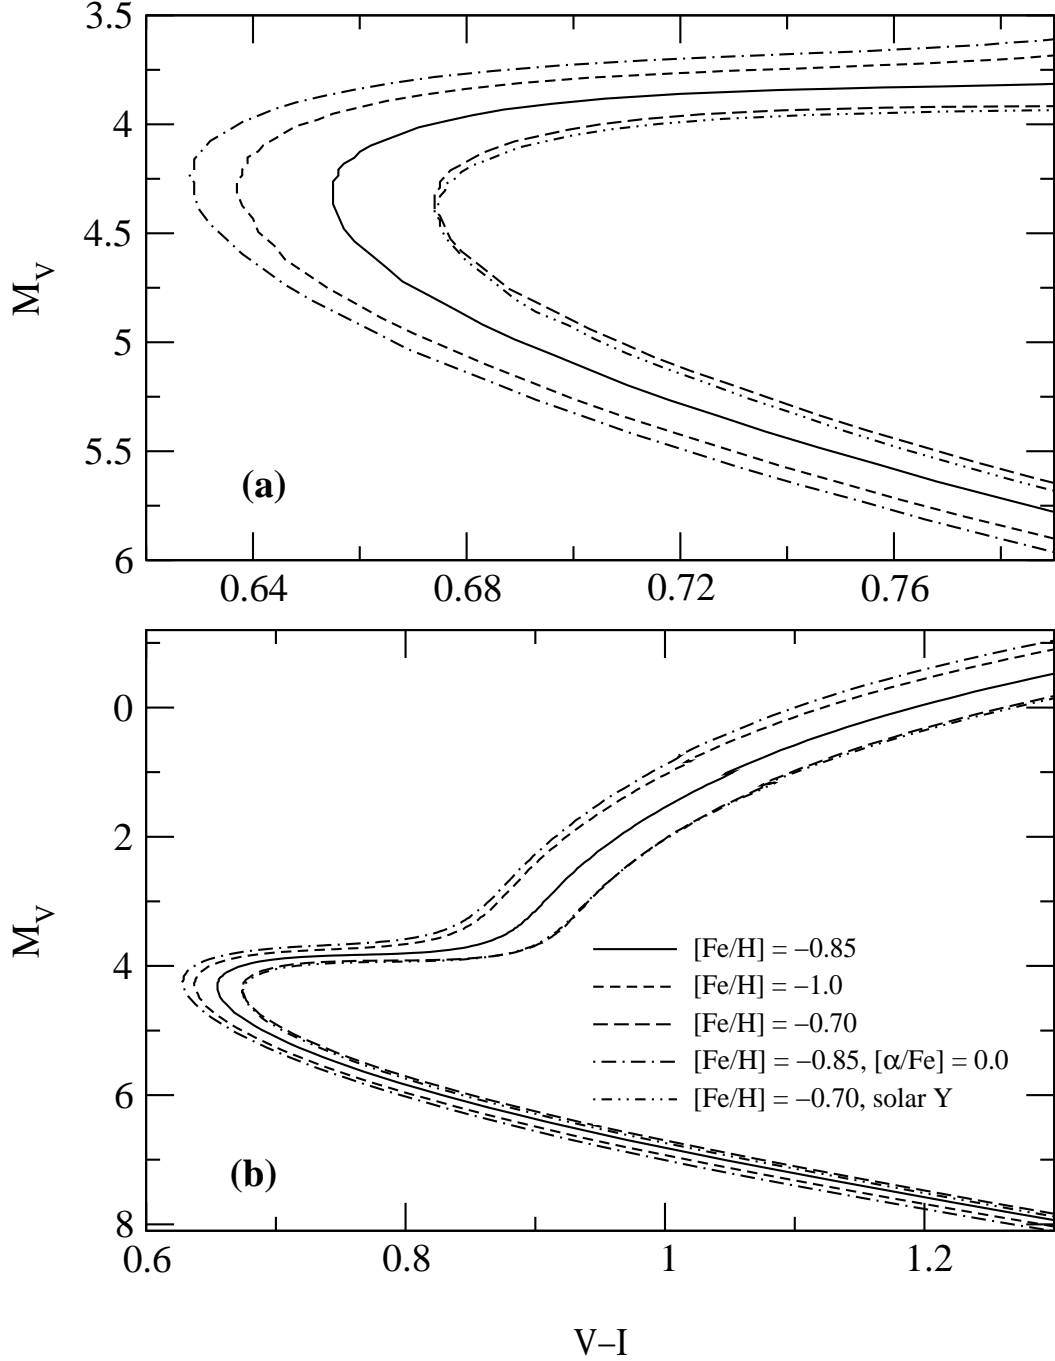 3.5
4
4.5
5
5.5
6
M_V
(a)
0.64 0.68 0.72 0.76
0
2
4
6
8
M_V
[Fe/H] = −0.85
[Fe/H] = −1.0
[Fe/H] = −0.70
[Fe/H] = −0.85, [α/Fe] = 0.0
[Fe/H] = −0.70, solar Y
(b)
0.6 0.8 1 1.2
V−I